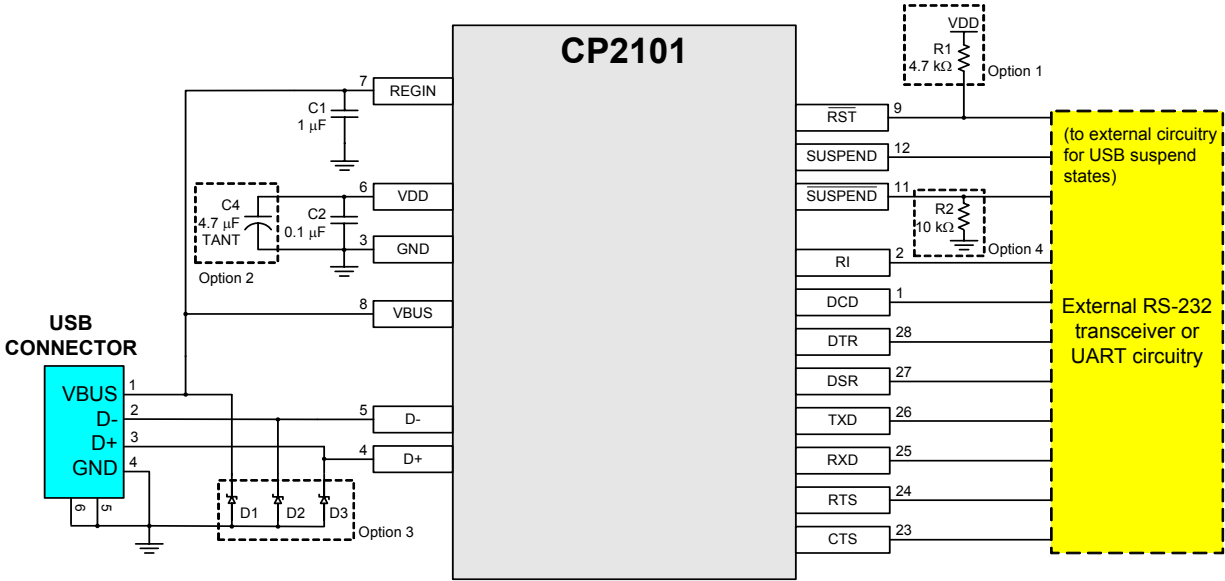 CP2101
VDD
R1
4.7 kΩ
Option 1
7
REGIN
C1
1 μF
6
VDD
C4
4.7 μF
TANT
C2
0.1 μF
3
GND
Option 2
8
VBUS
USB
CONNECTOR
VBUS
1
D-
2
D+
3
GND
4
6
5
5
D-
4
D+
D1
D2
D3
Option 3
RST
9
SUSPEND
12
SUSPEND
11
R2
10 kΩ
Option 4
RI
2
DCD
1
DTR
28
DSR
27
TXD
26
RXD
25
RTS
24
CTS
23
(to external circuitry
for USB suspend
states)
External RS-232
transceiver or
UART circuitry